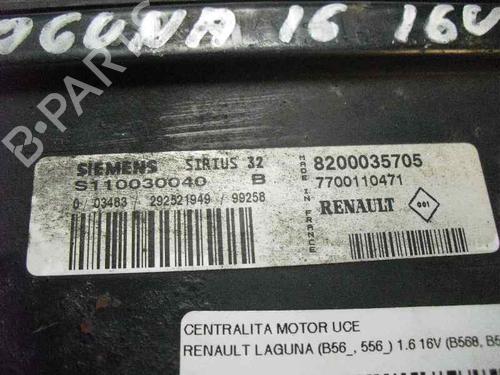 LAGUNA 16 16V
B-PARTS
SIEMENS SIRIUS 32
S110030040 B
0 03483 / 292521949 / 99258
MADE IN FRANCE
8200035705
7700110471
RENAULT 001
CENTRALITA MOTOR UCE
RENAULT LAGUNA (B56_, 556_) 1.6 16V (B568, B5